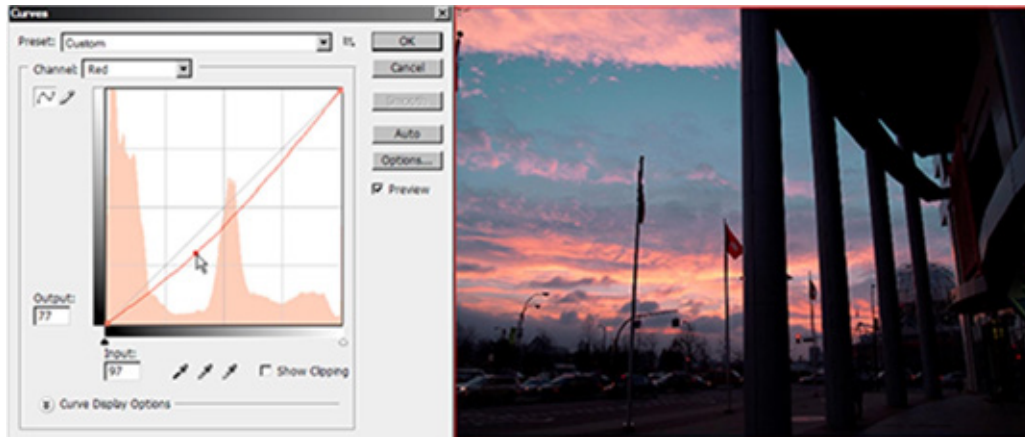 Curves
Preset: Custom
OK
Channel: Red
Cancel
Smooth
Auto
Options...
Preview
Output:
77
Input:
97
Show Clipping
Curve Display Options